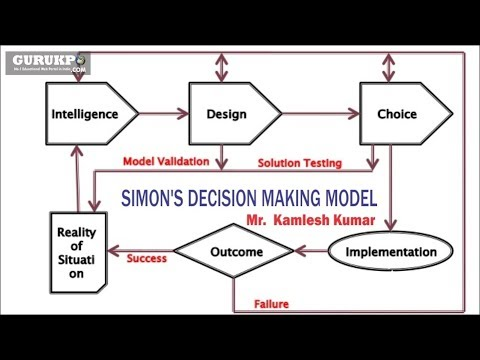 GURUKPO
.COM
Intelligence
Design
Choice
Model Validation
Solution Testing
SIMON'S DECISION MAKING MODEL
Mr. Kamlesh Kumar
Reality
of
Situati
on
Success
Outcome
Implementation
Failure